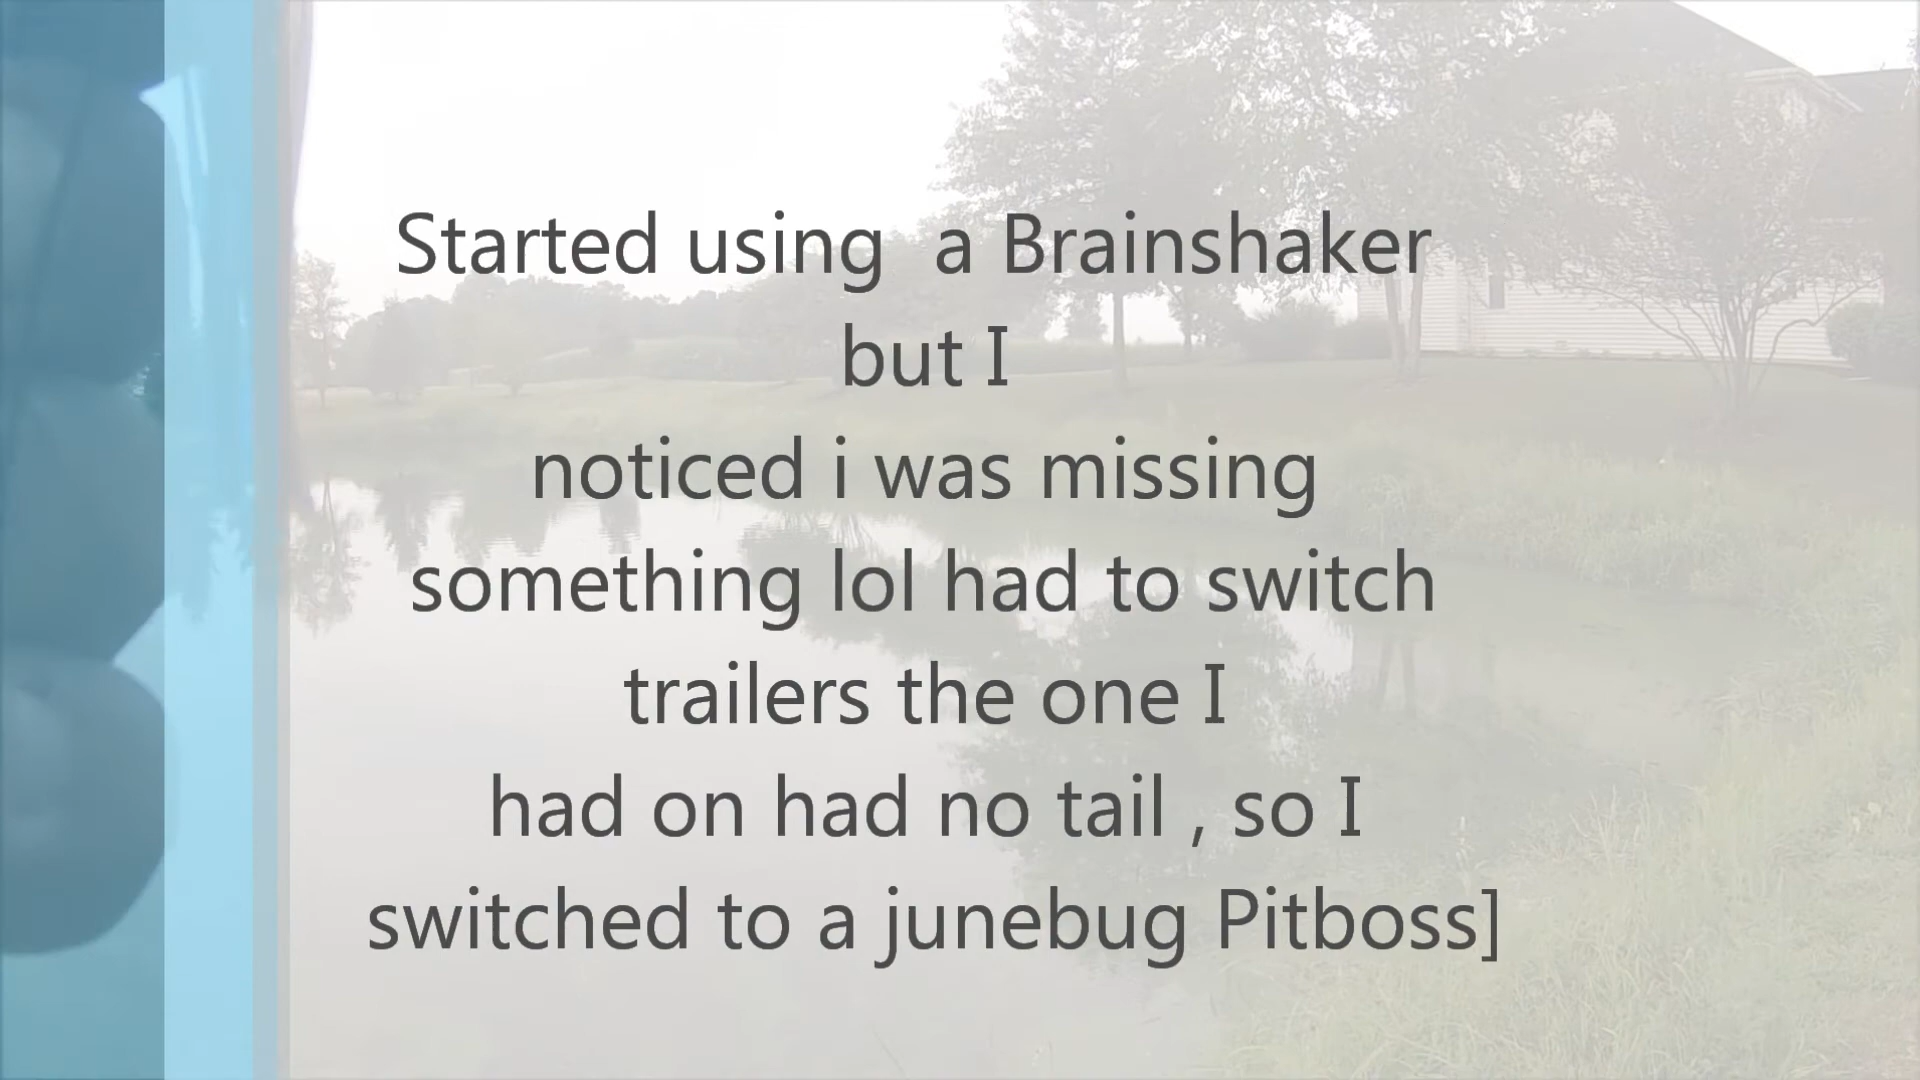 Started using  a Brainshaker
but I
noticed i was missing
something lol had to switch
trailers the one I
had on had no tail , so I
switched to a junebug Pitboss]